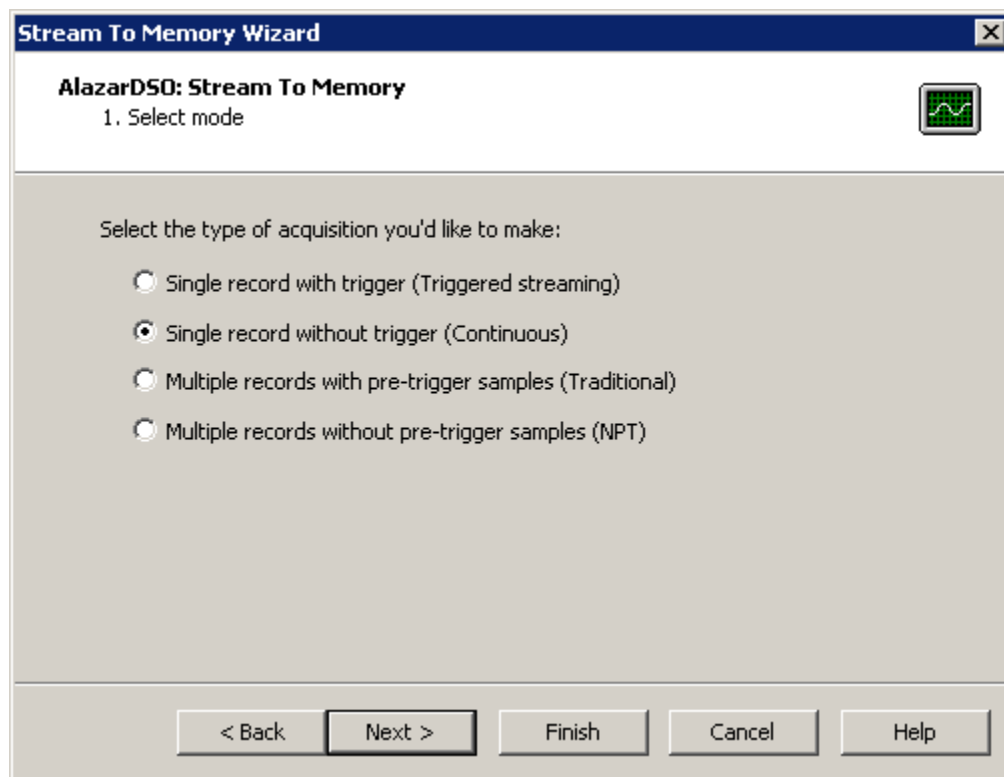 Stream To Memory Wizard
AlazarDSO: Stream To Memory
1. Select mode
Select the type of acquisition you'd like to make:
Single record with trigger (Triggered streaming)
Single record without trigger (Continuous)
Multiple records with pre-trigger samples (Traditional)
Multiple records without pre-trigger samples (NPT)
< Back Next > Finish Cancel Help